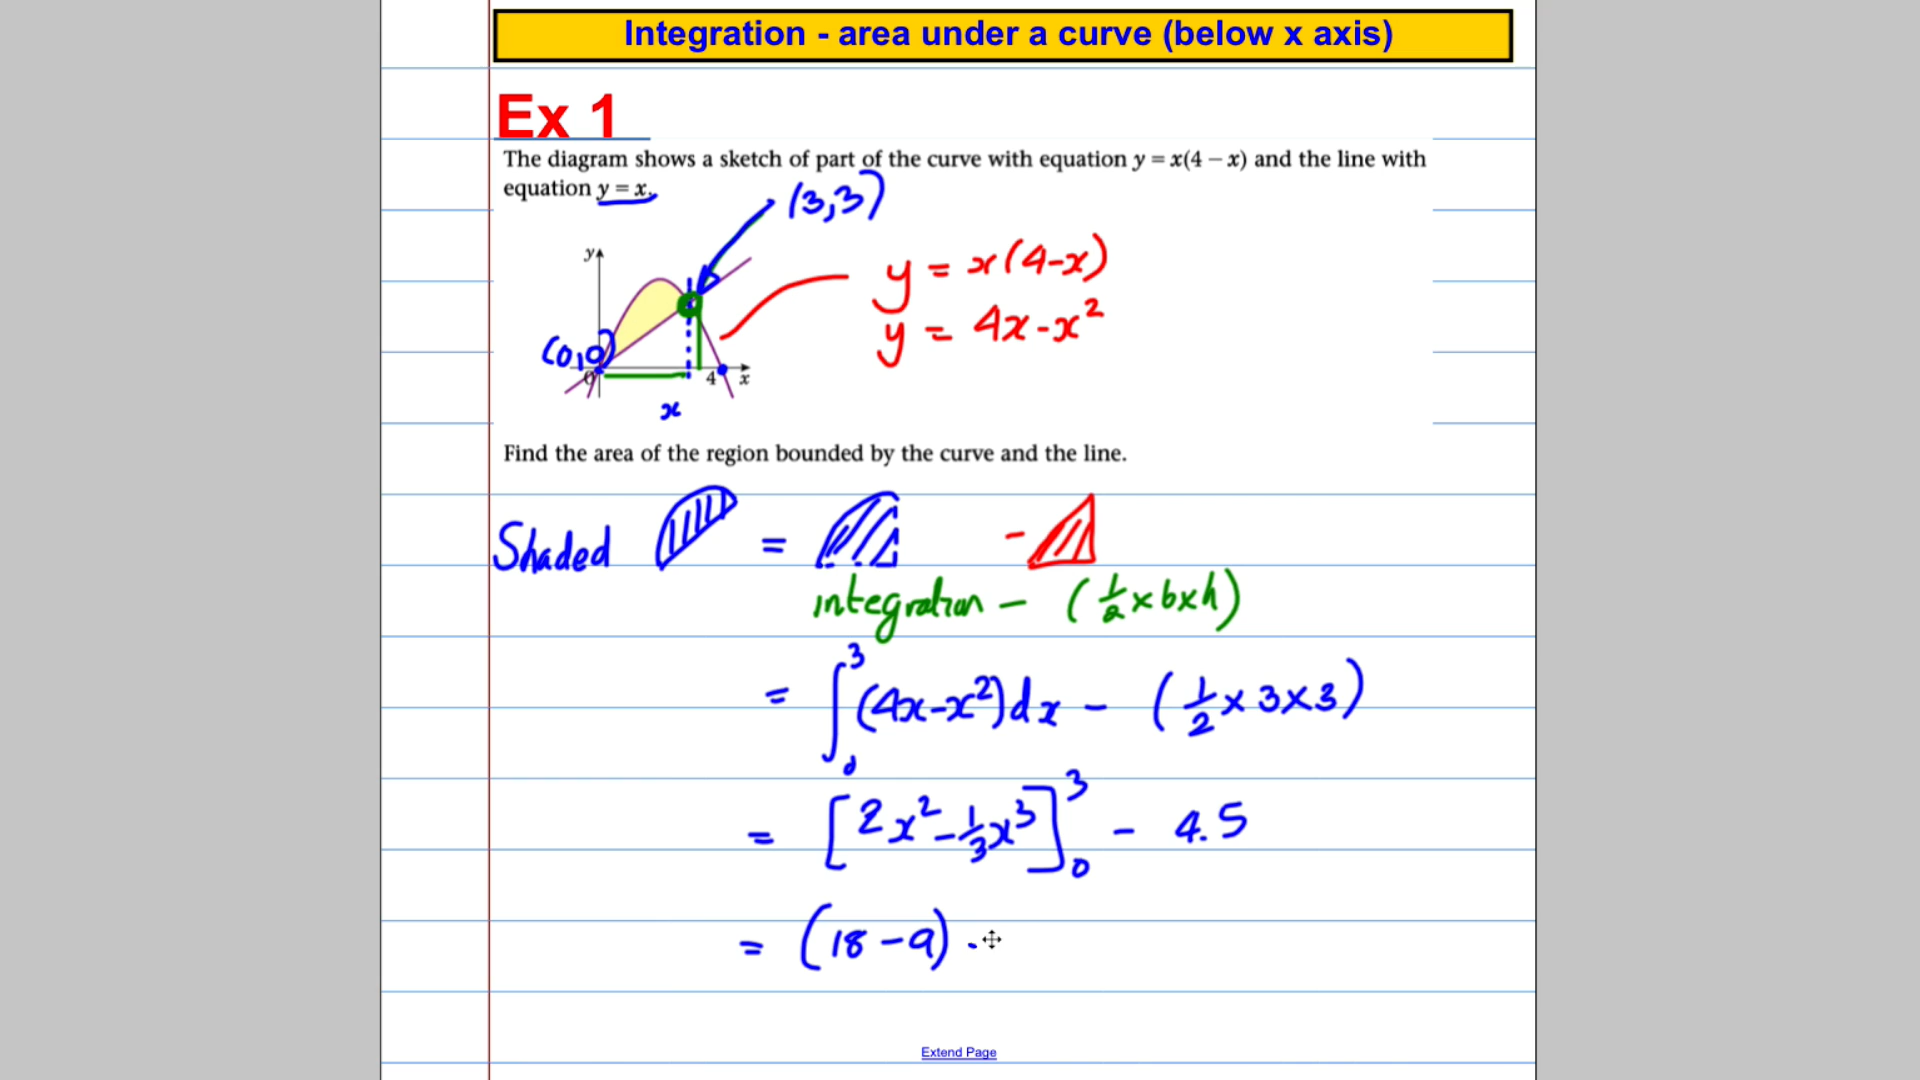 Integration - area under a curve (below x axis)
Ex 1
The diagram shows a sketch of part of the curve with equation y = x(4 – x) and the line with
equation y = x.
(3,3)
y
y = x(4-x)
y = 4x-x²
(0,0)
0 4 x
x
Find the area of the region bounded by the curve and the line.
Shaded = -
integration - (½ x b x h)
= ∫₀³ (4x-x²)dx - (½ x 3 x 3)
= [2x² - ⅓x³]₀³ - 4.5
= (18-9) -
Extend Page